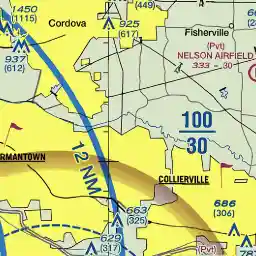 1450
(1115)
Cordova
925
(617)
(449)
Fisherville
(Pvt)
NELSON AIRFIELD
333 - 30
937
(612)
100
30
RMANTOWN
12 NM
COLLIERVILLE
663
(325)
686
(306)
629
(317)
(Pvt)